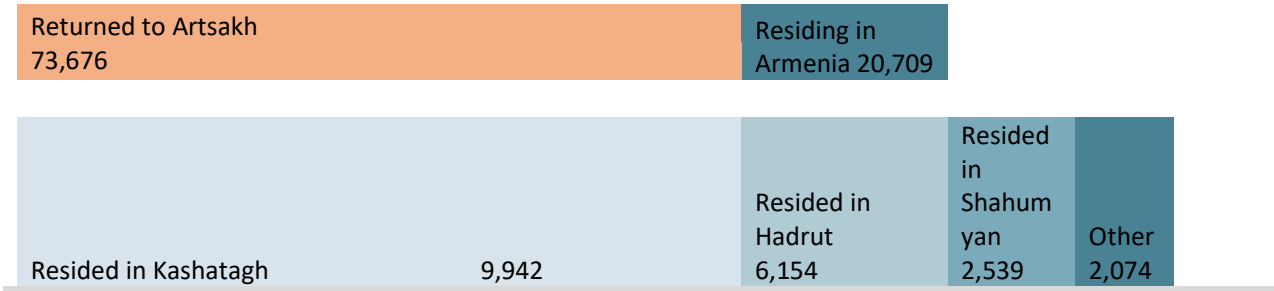 Returned to Artsakh
73,676
Residing in
Armenia 20,709
Resided in Kashatagh 9,942
Resided in
Hadrut
6,154
Resided
in
Shahum
yan
2,539
Other
2,074